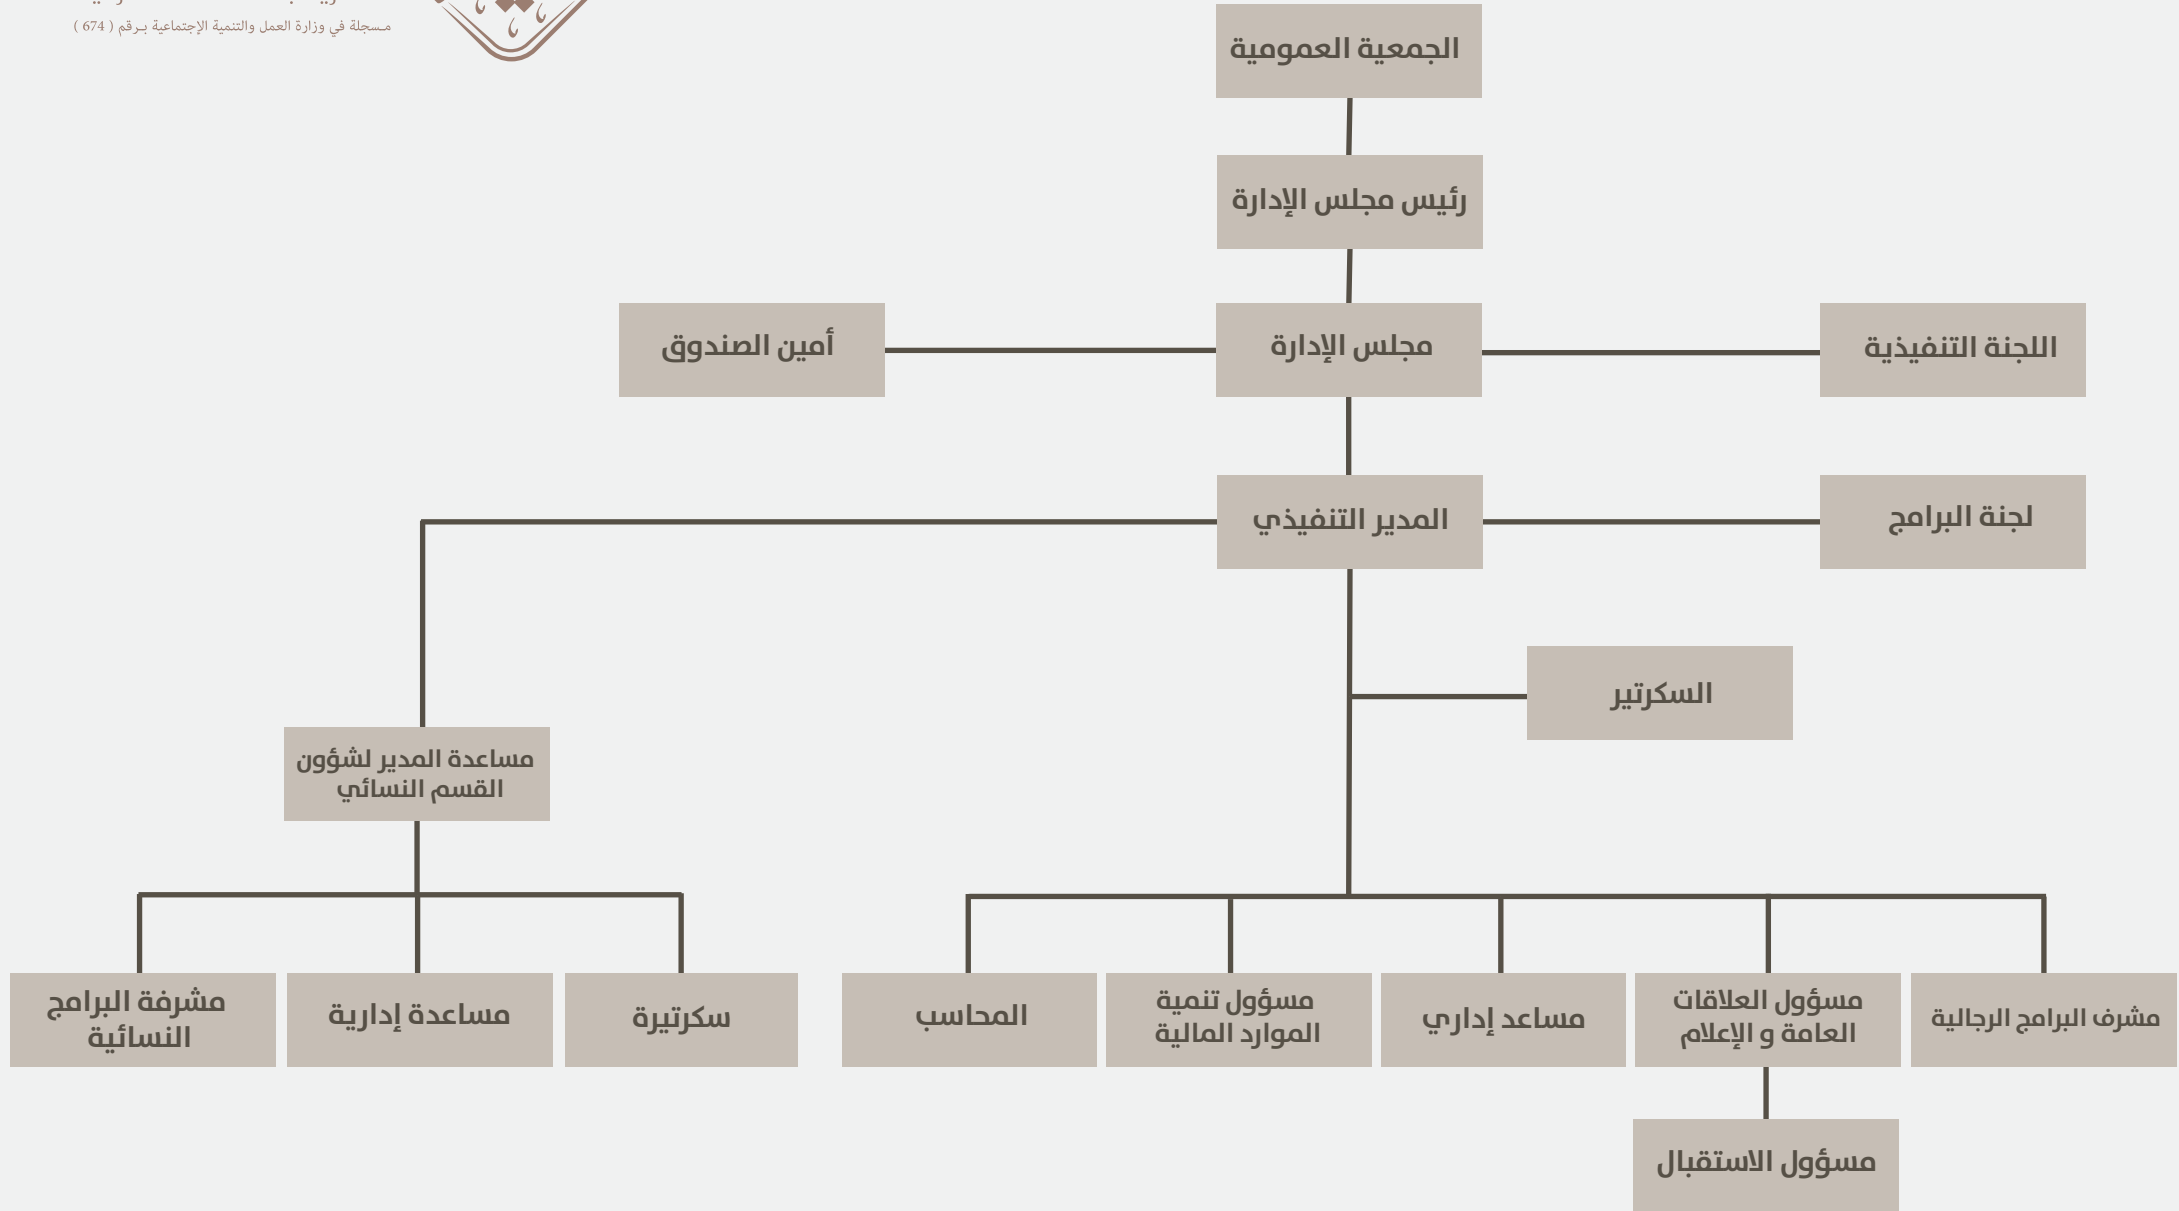 مسجلة في وزارة العمل والتنمية الإجتماعية برقم ( 674 )
الجمعية العمومية
رئيس مجلس الإدارة
اللجنة التنفيذية
مجلس الإدارة
أمين الصندوق
لجنة البرامج
المدير التنفيذي
السكرتير
مساعدة المدير لشؤون
القسم النسائي
مشرف البرامج الرجالية
مسؤول العلاقات
العامة و الإعلام
مساعد إداري
مسؤول تنمية
الموارد المالية
المحاسب
سكرتيرة
مساعدة إدارية
مشرفة البرامج
النسائية
مسؤول الاستقبال